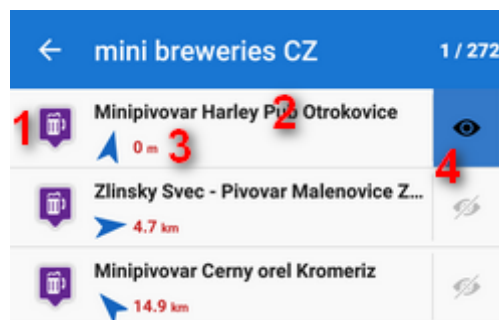 mini breweries CZ 1 / 272
1 Minipivovar Harley Pub Otrokovice 2
0 m 3
4
Zlinsky Svec - Pivovar Malenovice Z...
4.7 km
Minipivovar Cerny orel Kromeriz
14.9 km